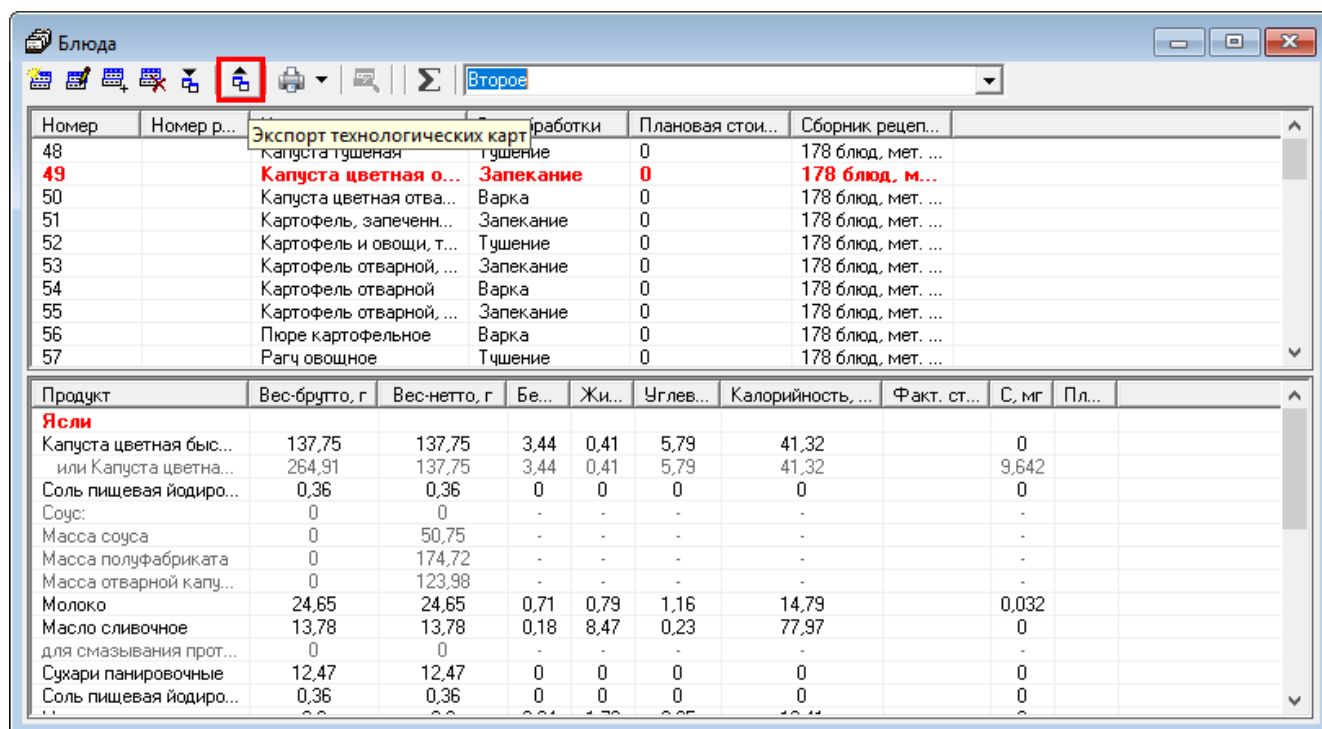 Блюда
Второе
Номер Номер р... Плановая стои... Сборник рецеп...
Экспорт технологических карт
48 Капуста тушеная Тушение 0 178 блюд, мет. ...
49 Капуста цветная о... Запекание 0 178 блюд, м...
50 Капуста цветная отва... Варка 0 178 блюд, мет. ...
51 Картофель, запеченн... Запекание 0 178 блюд, мет. ...
52 Картофель и овощи, т... Тушение 0 178 блюд, мет. ...
53 Картофель отварной, ... Запекание 0 178 блюд, мет. ...
54 Картофель отварной Варка 0 178 блюд, мет. ...
55 Картофель отварной, ... Запекание 0 178 блюд, мет. ...
56 Пюре картофельное Варка 0 178 блюд, мет. ...
57 Рагу овощное Тушение 0 178 блюд, мет. ...
Продукт Вес-брутто, г Вес-нетто, г Бе... Жи... Углев... Калорийность, ... Факт. ст... C, мг Пл...
Ясли
Капуста цветная быс... 137,75 137,75 3,44 0,41 5,79 41,32 0
или Капуста цветна... 264,91 137,75 3,44 0,41 5,79 41,32 9,642
Соль пищевая йодиро... 0,36 0,36 0 0 0 0 0
Соус: 0 0 - - - - -
Масса соуса 0 50,75 - - - - -
Масса полуфабриката 0 174,72 - - - - -
Масса отварной капу... 0 123,98 - - - - -
Молоко 24,65 24,65 0,71 0,79 1,16 14,79 0,032
Масло сливочное 13,78 13,78 0,18 8,47 0,23 77,97 0
для смазывания прот... 0 0 - - - - -
Сухари панировочные 12,47 12,47 0 0 0 0 0
Соль пищевая йодиро... 0,36 0,36 0 0 0 0 0